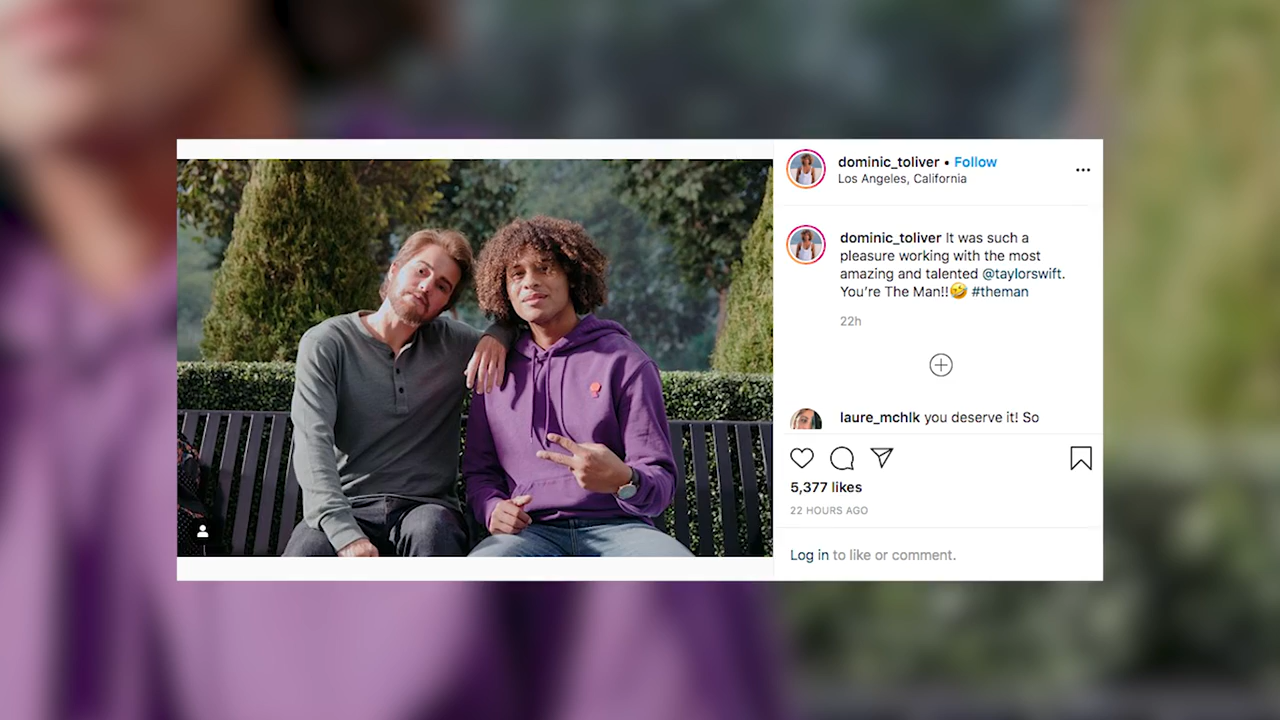 dominic_toliver • Follow
Los Angeles, California
dominic_toliver It was such a
pleasure working with the most
amazing and talented @taylorswift.
You’re The Man!!🤣 #theman
22h
laure_mchlk you deserve it! So
5,377 likes
22 HOURS AGO
Log in to like or comment.